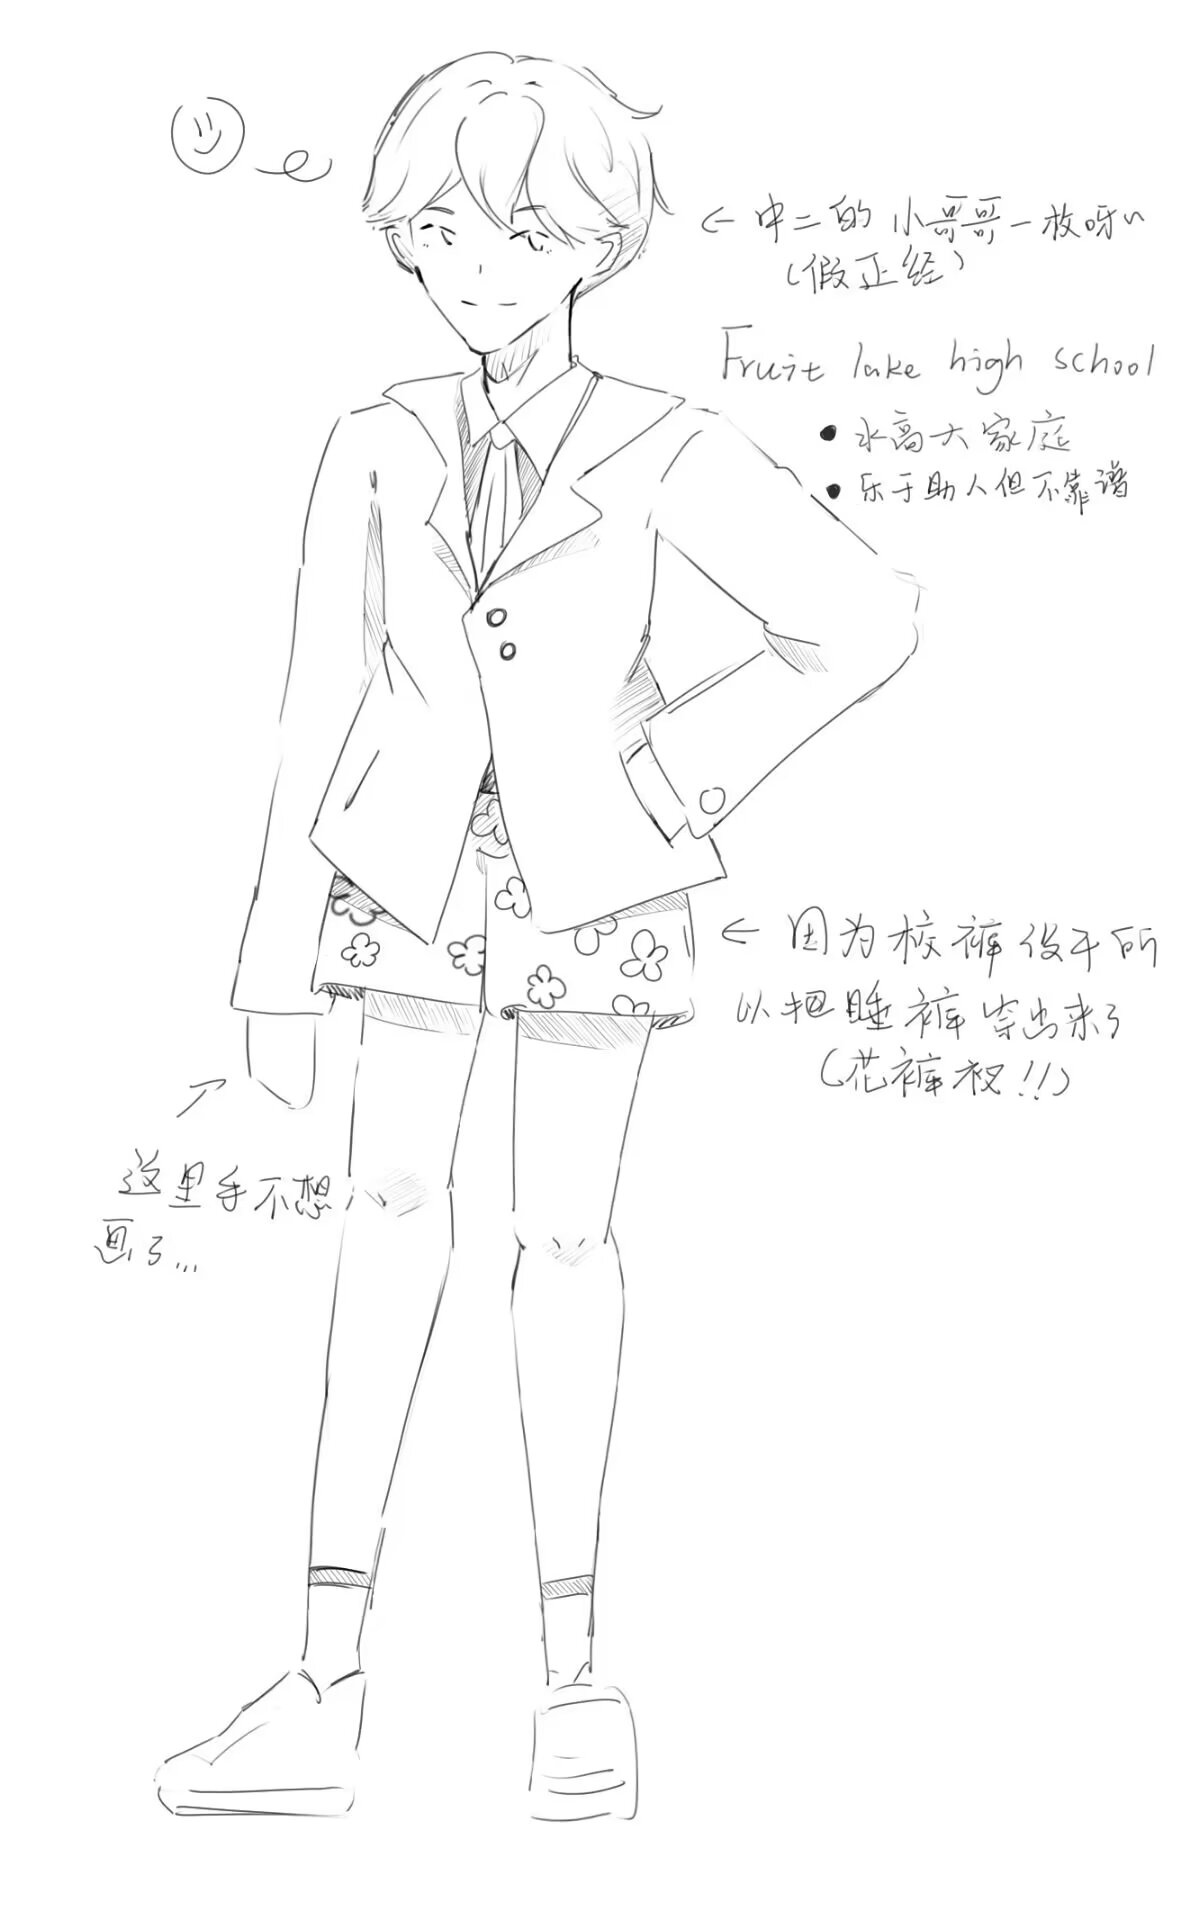 ← 中二的小哥哥一枚呀~
(假正经)
Fruit lake high school
• 水高大家庭
• 乐于助人但不靠谱
← 因为校裤没干所
以把睡裤穿出来了
(花裤衩!!)
这里手不想
画了...